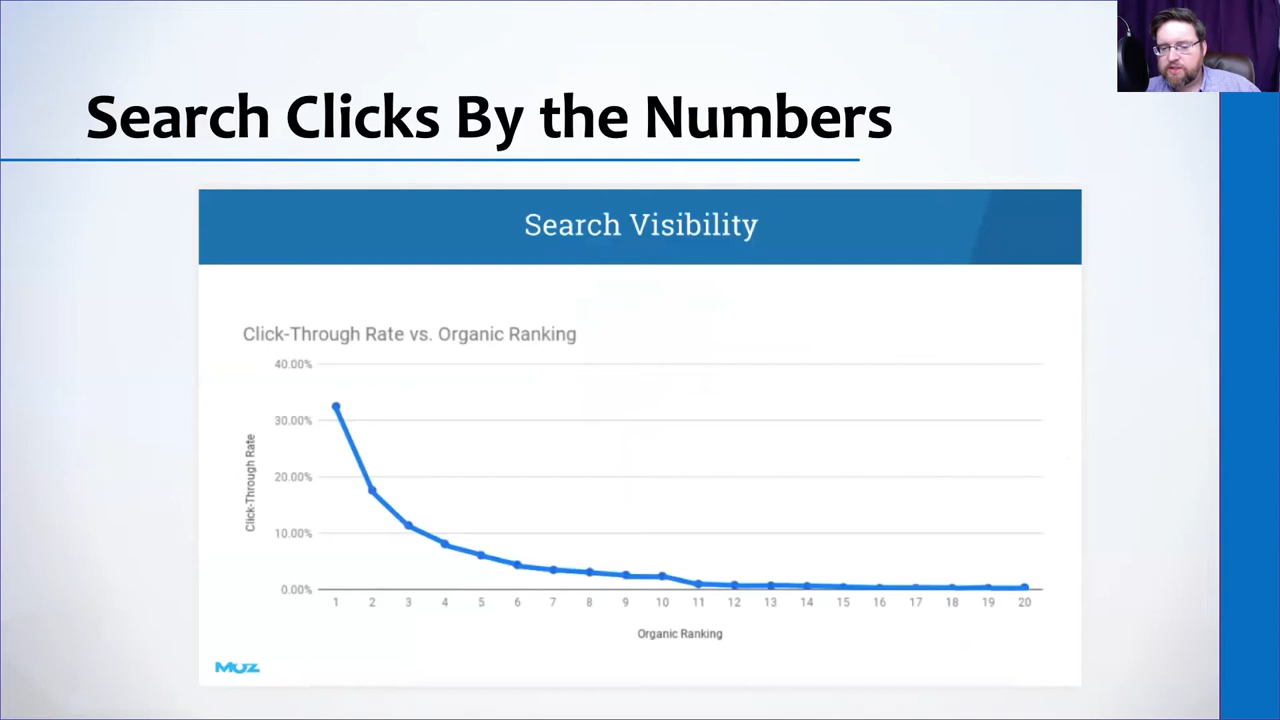 Search Clicks By the Numbers
Search Visibility
Click-Through Rate vs. Organic Ranking
40.00%
30.00%
20.00%
10.00%
0.00%
Click-Through Rate
1 2 3 4 5 6 7 8 9 10 11 12 13 14 15 16 17 18 19 20
Organic Ranking
MOZ